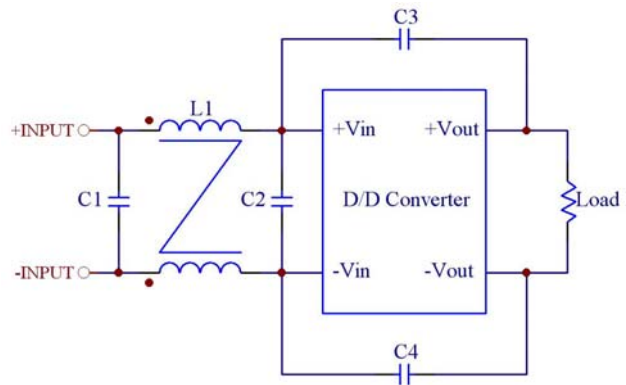 C3
L1
+INPUT
+Vin
+Vout
C1
C2
D/D Converter
Load
-INPUT
-Vin
-Vout
C4